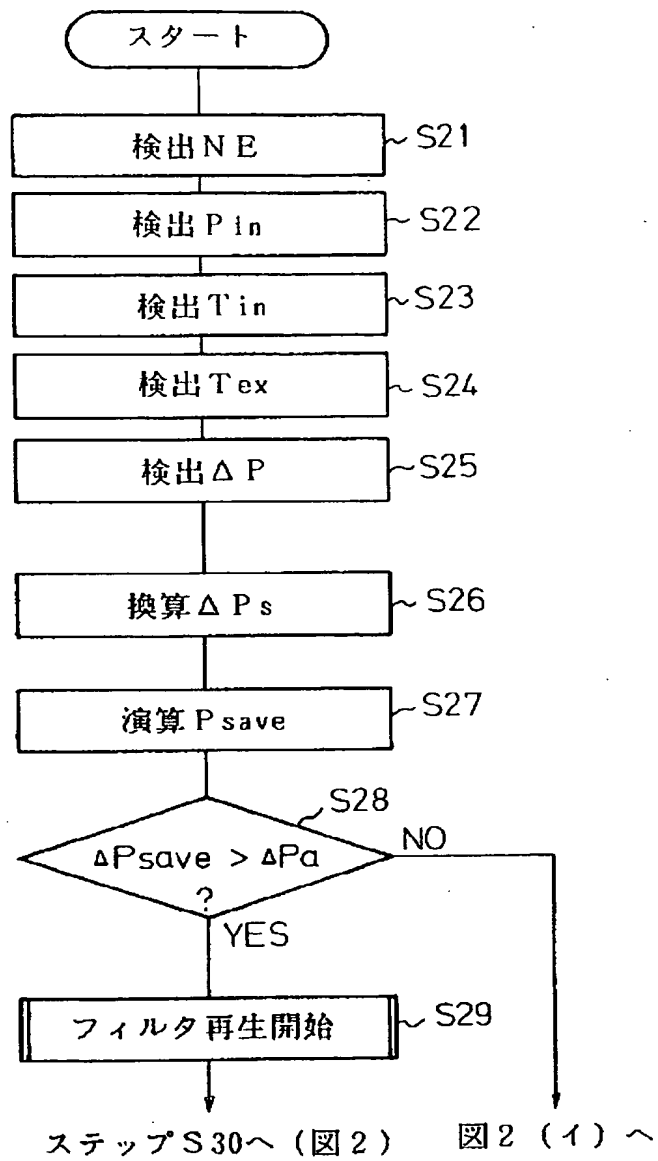 スタート
検出NE
S21
検出Pin
S22
検出Tin
S23
検出Tex
S24
検出ΔP
S25
換算ΔPs
S26
演算Psave
S27
S28
ΔPsave > ΔPa
?
NO
YES
フィルタ再生開始
S29
ステップS30へ(図2)
図2(イ)へ